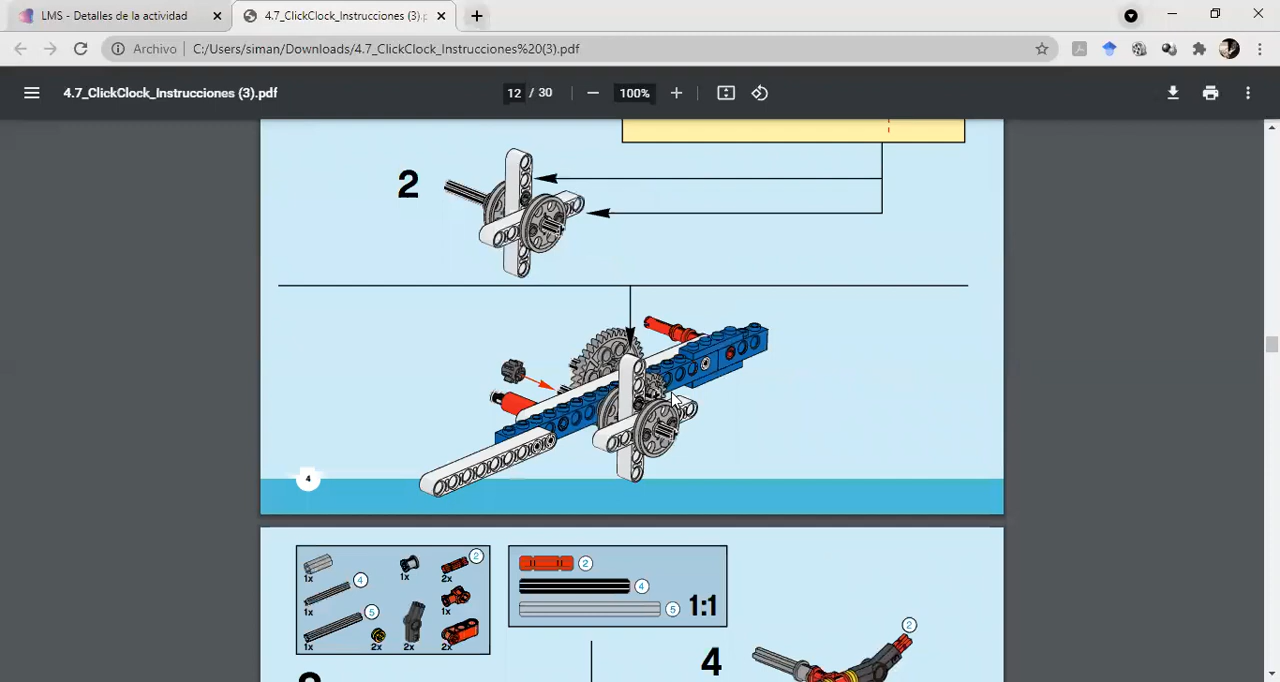 LMS - Detalles de la actividad
4.7_ClickClock_Instrucciones (3).p
Archivo
C:/Users/siman/Downloads/4.7_ClickClock_Instrucciones%20(3).pdf
4.7_ClickClock_Instrucciones (3).pdf
12 / 30
100%
2
4
1x
1x
2x
2
2
4
1x
1x
4
5
5
1:1
1x
2x
2x
2x
4
2